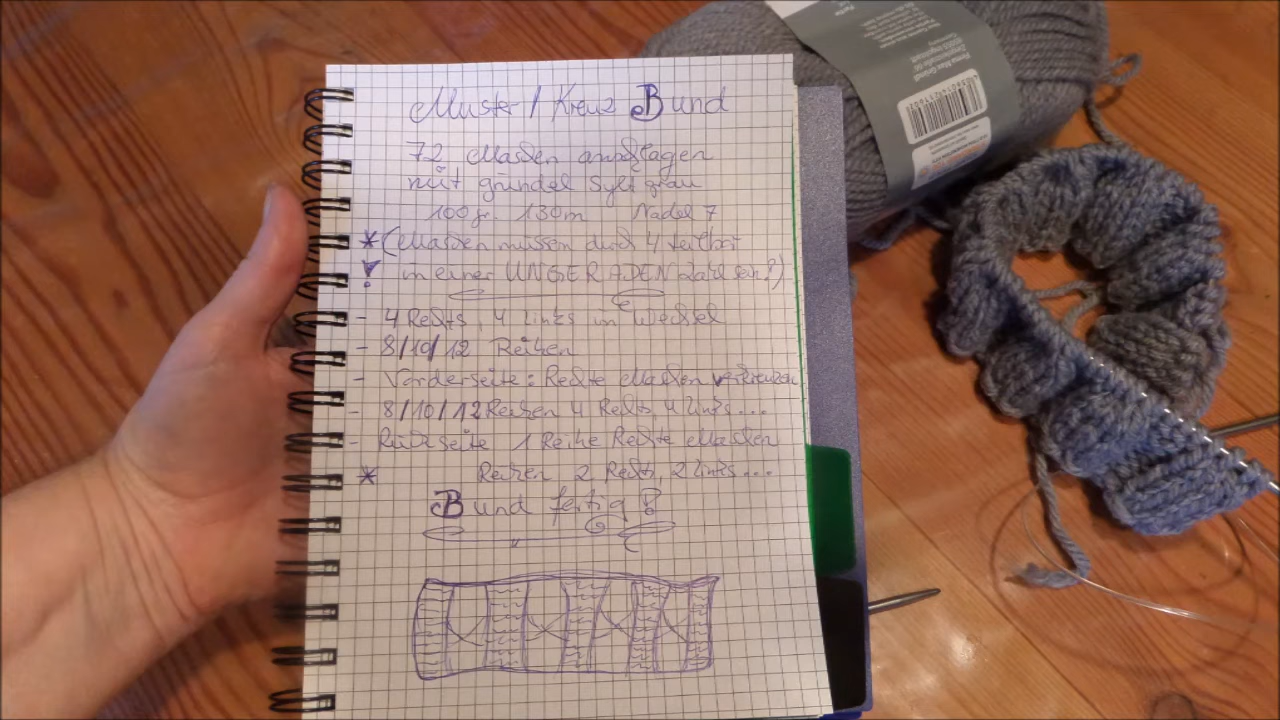 Muster / Kreuz Bund
72 Maschen anschlagen
mit gründel Sylt grau
100 gr. 130m Nadel 7
* (Maschen müssen durch 4 teilbar
! in einer UNGERADEN Zahl sein!)
- 4 Rechts, 4 Links im Wechsel
- 8/10/12 Reihen
- Vorderseite: Rechte Maschen verkreuzen
- 8/10/12 Reihen 4 Rechts, 4 Links...
- Rückseite 1 Reihe Rechte Maschen
* Reihen 2 Rechts, 2 Links...
Bund fertig!
Firma Max Gründl